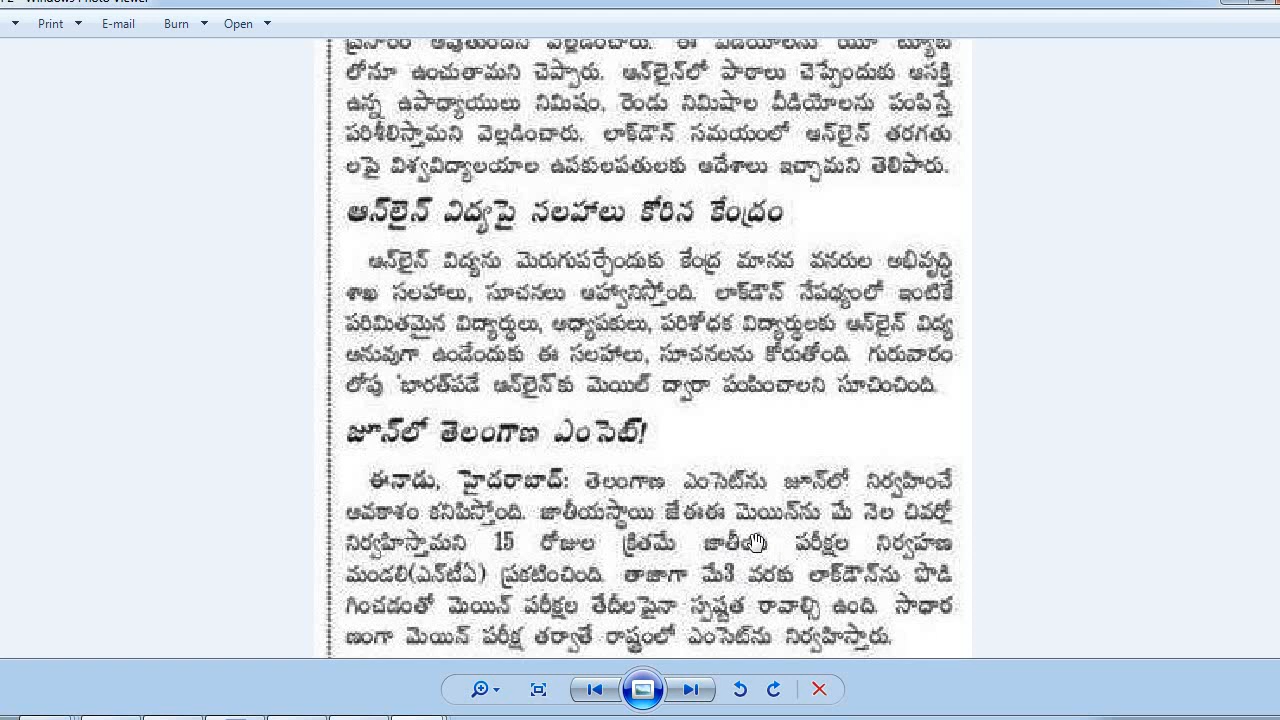 Print E-mail Burn Open
లోనూ ఉంచుతామని చెప్పారు. ఆన్‌లైన్‌లో పాఠాలు చెప్పేందుకు ఆసక్తి
ఉన్న ఉపాధ్యాయులు నిమిషం, రెండు నిమిషాల వీడియోలను పంపిస్తే
పరిశీలిస్తామని వెల్లడించారు. లాక్‌డౌన్ సమయంలో ఆన్‌లైన్ తరగతు
లపై విశ్వవిద్యాలయాల ఉపకులపతులకు ఆదేశాలు ఇచ్చామని తెలిపారు.
ఆన్‌లైన్ విద్యపై సలహాలు కోరిన కేంద్రం
ఆన్‌లైన్ విద్యను మెరుగుపర్చేందుకు కేంద్ర మానవ వనరుల అభివృద్ధి
శాఖ సలహాలు, సూచనలు ఆహ్వానిస్తోంది. లాక్‌డౌన్ నేపథ్యంలో ఇంటికే
పరిమితమైన విద్యార్థులు, అధ్యాపకులు, పరిశోధక విద్యార్థులకు ఆన్‌లైన్ విద్య
అనువుగా ఉండేందుకు ఈ సలహాలు, సూచనలను కోరుతోంది. గురువారం
లోపు 'భారత్‌పడే ఆన్‌లైన్'కు మెయిల్ ద్వారా పంపించాలని సూచించింది.
జూన్‌లో తెలంగాణ ఎంసెట్!
ఈనాడు, హైదరాబాద్: తెలంగాణ ఎంసెట్‌ను జూన్‌లో నిర్వహించే
అవకాశం కనిపిస్తోంది. జాతీయస్థాయి జేఈఈ మెయిన్‌ను మే నెల చివర్లో
నిర్వహిస్తామని 15 రోజుల క్రితమే పరీక్షల నిర్వహణ
మండలి(ఎన్‌టీఏ) ప్రకటించింది. తాజాగా మే3 వరకు లాక్‌డౌన్‌ను పొడి
గించడంతో మెయిన్ పరీక్షల తేదీలపైనా స్పష్టత రావాల్సి ఉంది. సాధార
ణంగా మెయిన్ పరీక్ష తర్వాతే రాష్ట్రంలో ఎంసెట్‌ను నిర్వహిస్తారు.